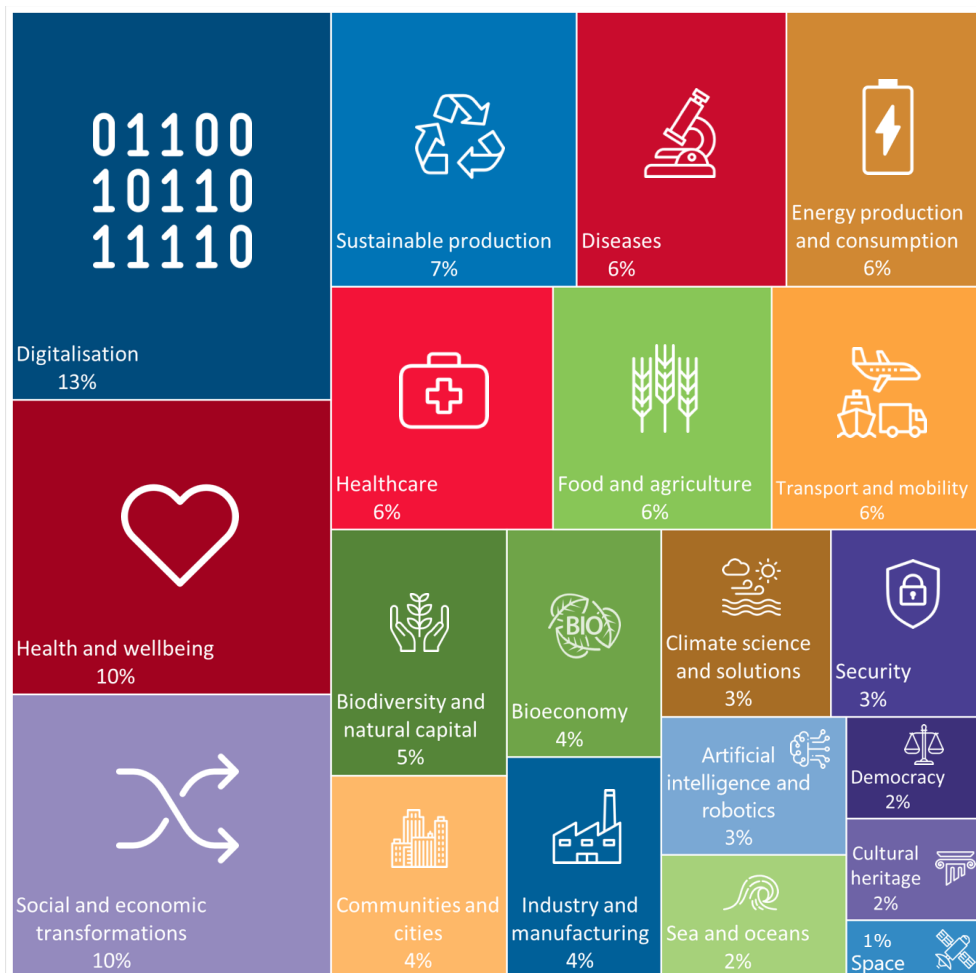 01100
10110
11110
Digitalisation
13%
Health and wellbeing
10%
Social and economic
transformations
10%
Sustainable production
7%
Diseases
6%
Energy production
and consumption
6%
Healthcare
6%
Food and agriculture
6%
Transport and mobility
6%
Biodiversity and
natural capital
5%
BIO
Bioeconomy
4%
Climate science
and solutions
3%
Security
3%
Communities and
cities
4%
Industry and
manufacturing
4%
Artificial
intelligence and
robotics
3%
Sea and oceans
2%
Democracy
2%
Cultural
heritage
2%
1%
Space